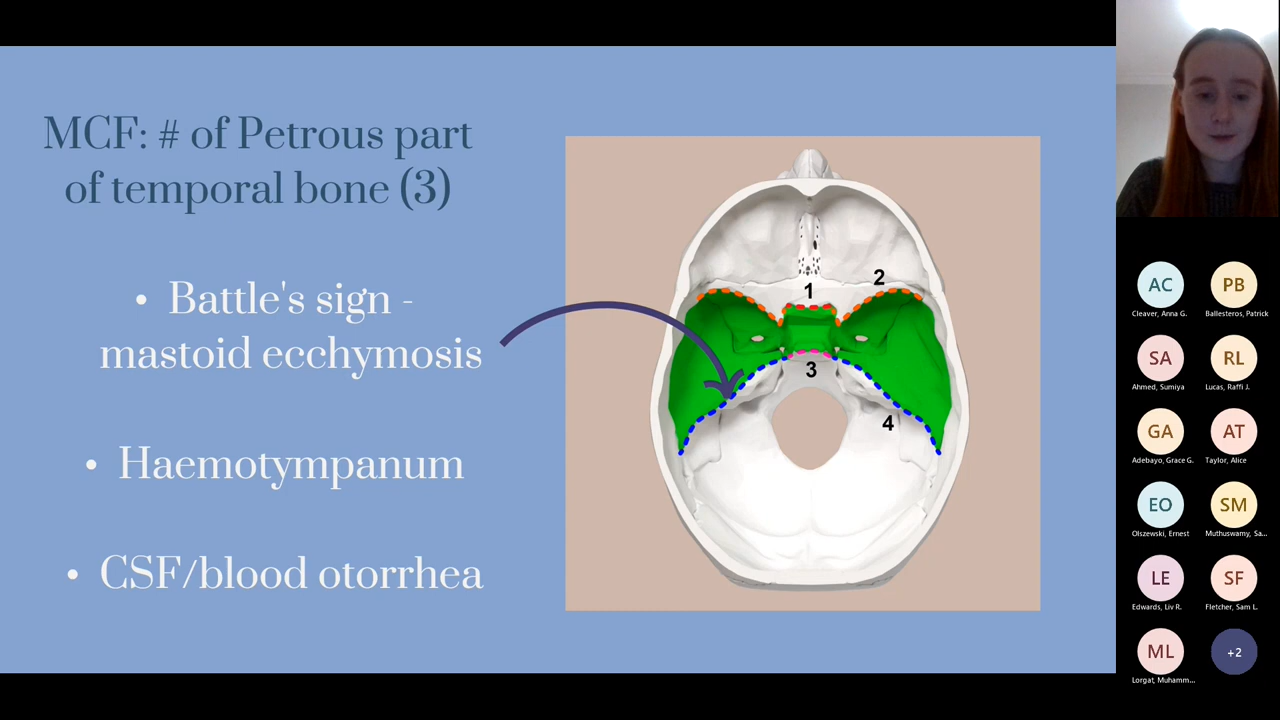 MCF: # of Petrous part
of temporal bone (3)
• Battle's sign -
mastoid ecchymosis
• Haemotympanum
• CSF/blood otorrhea
1
2
3
4
AC
Cleaver, Anna G.
PB
Ballesteros, Patrick
SA
Ahmed, Sumiya
RL
Lucas, Raffi J.
GA
Adebayo, Grace G.
AT
Taylor, Alice
EO
Olszewski, Ernest
SM
Muthuswamy, Sa...
LE
Edwards, Liv R.
SF
Fletcher, Sam L.
ML
Lorgat, Muhamm...
+2